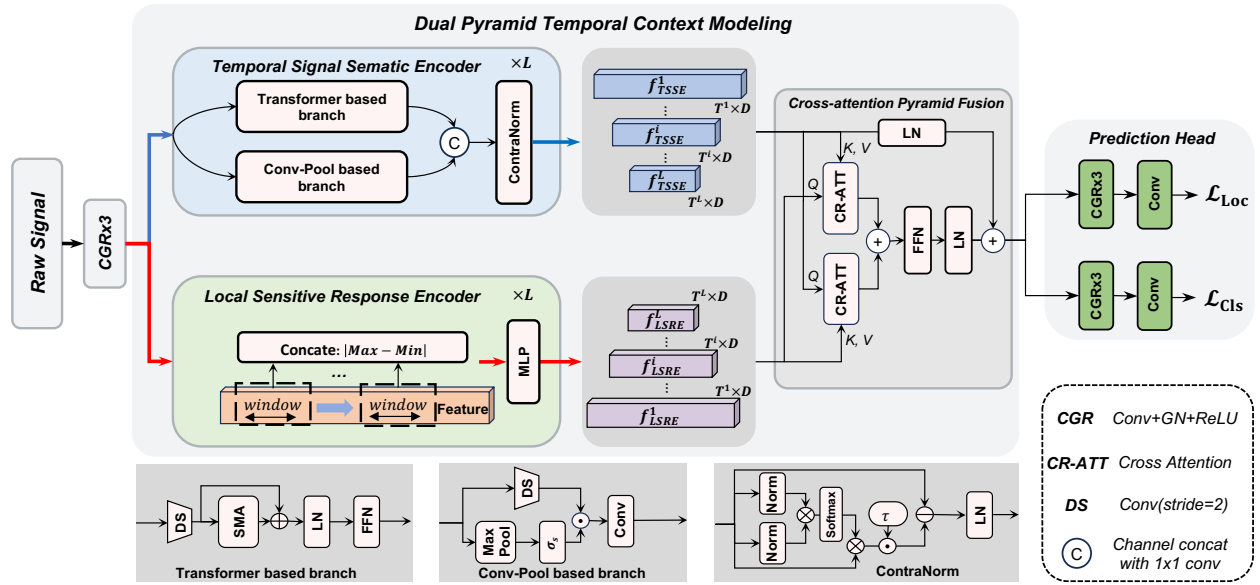 Dual Pyramid Temporal Context Modeling
Temporal Signal Sematic Encoder
×L
Transformer based
branch
Conv-Pool based
branch
C
ContraNorm
f^1_TSSE
T^1×D
⋮
f^i_TSSE
T^i×D
⋮
f^L_TSSE
T^L×D
Raw Signal
CGRx3
Local Sensitive Response Encoder
×L
Concate: |Max − Min|
...
window
window
Feature
MLP
T^L×D
f^L_LSRE
⋮
T^i×D
f^i_LSRE
⋮
T^1×D
f^1_LSRE
Cross-attention Pyramid Fusion
LN
K, V
Q
CR-ATT
+
FFN
LN
+
Q
CR-ATT
K, V
Prediction Head
CGRx3
Conv
ℒ_Loc
CGRx3
Conv
ℒ_Cls
CGR Conv+GN+ReLU
CR-ATT Cross Attention
DS Conv(stride=2)
C Channel concat
with 1x1 conv
DS
SMA
LN
FFN
Transformer based branch
DS
Max
Pool
σ_s
Conv
Conv-Pool based branch
Norm
Norm
Softmax
τ
LN
ContraNorm